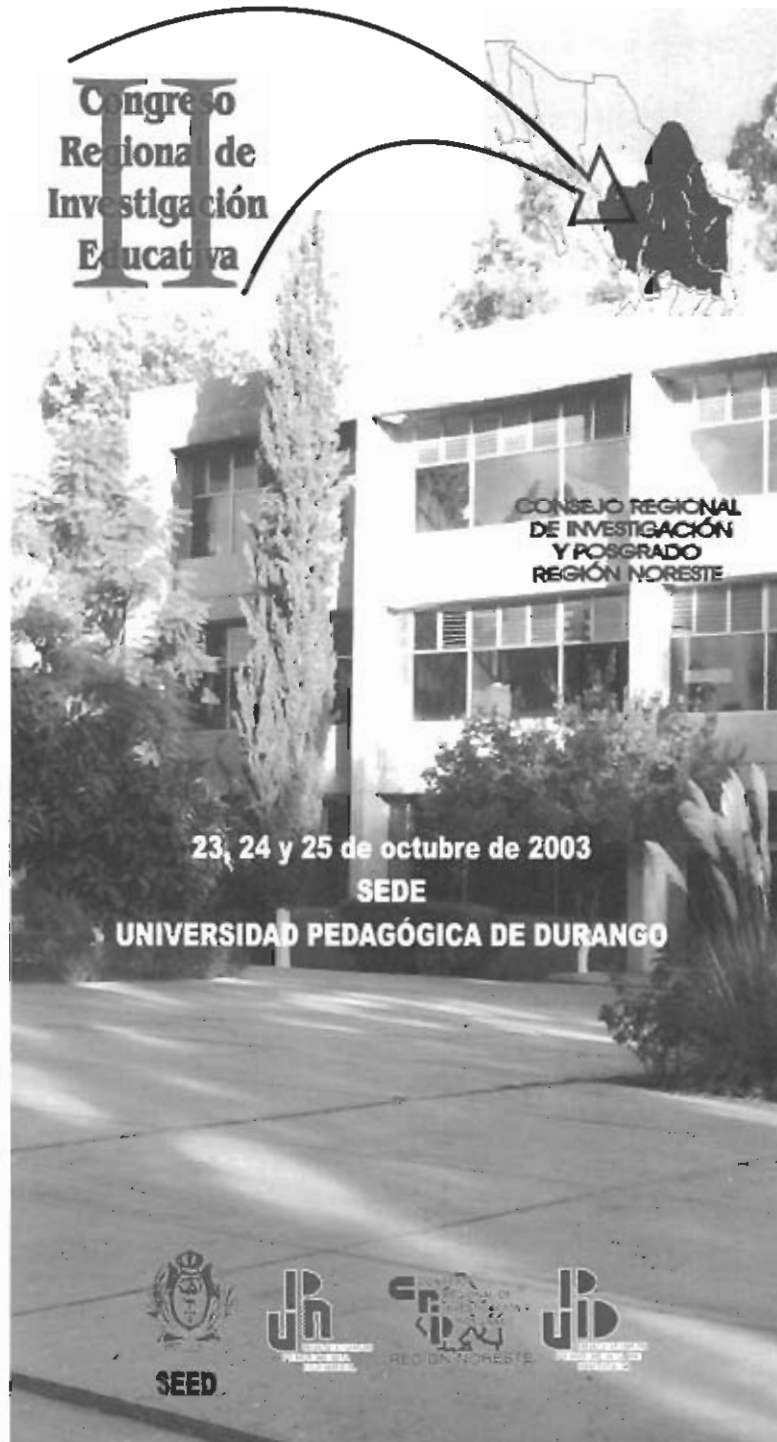 II
Congreso
Regional de
Investigación
Educativa
CONSEJO REGIONAL
DE INVESTIGACIÓN
Y POSGRADO
REGIÓN NORESTE
23, 24 y 25 de octubre de 2003
SEDE
UNIVERSIDAD PEDAGÓGICA DE DURANGO
SEED
REGIÓN NORESTE